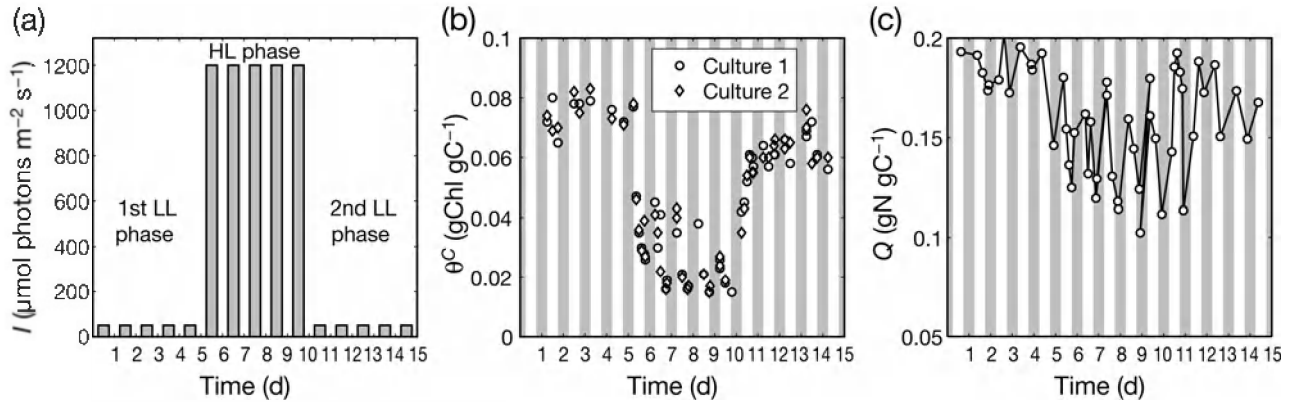 (a)
HL phase
1st LL
phase
2nd LL
phase
1200
1000
800
600
400
200
0
I (µmol photons m⁻² s⁻¹)
1 2 3 4 5 6 7 8 9 10 11 12 13 14 15
Time (d)
(b)
Culture 1
Culture 2
0.1
0.08
0.06
0.04
0.02
0
θᶜ (gChl gC⁻¹)
1 2 3 4 5 6 7 8 9 10 11 12 13 14 15
Time (d)
(c)
0.2
0.15
0.1
0.05
Q (gN gC⁻¹)
1 2 3 4 5 6 7 8 9 10 11 12 13 14 15
Time (d)